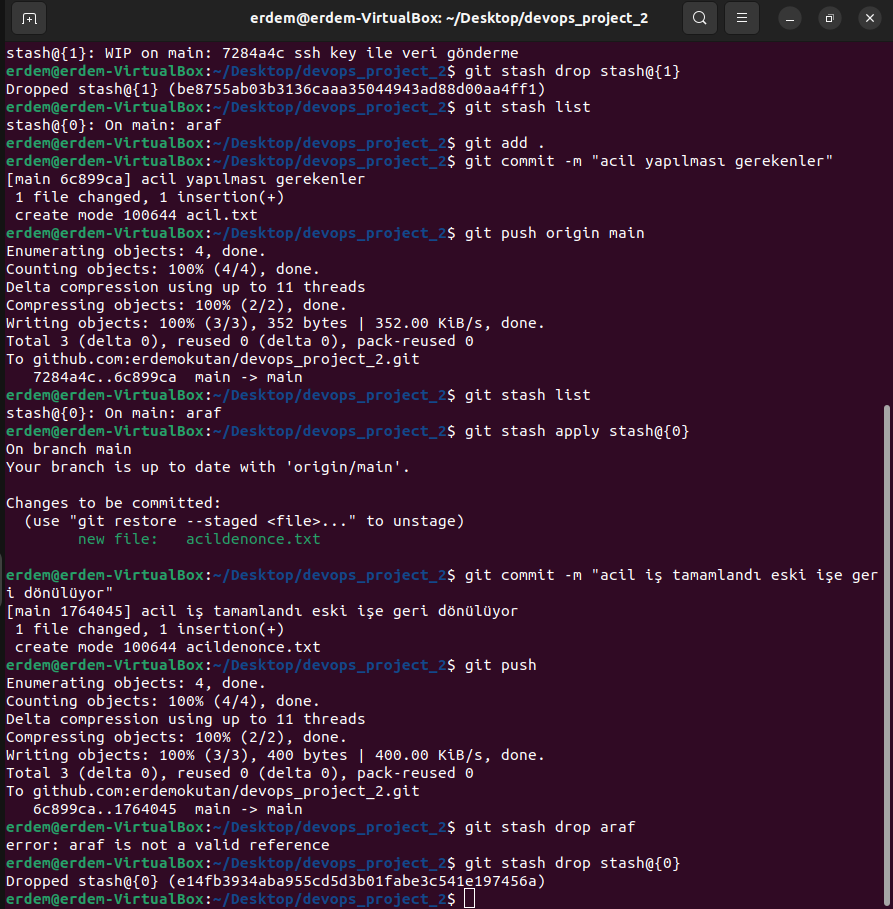 erdem@erdem-VirtualBox: ~/Desktop/devops_project_2
stash@{1}: WIP on main: 7284a4c ssh key ile veri gönderme
erdem@erdem-VirtualBox:~/Desktop/devops_project_2$ git stash drop stash@{1}
Dropped stash@{1} (be8755ab03b3136caaa35044943ad88d00aa4ff1)
erdem@erdem-VirtualBox:~/Desktop/devops_project_2$ git stash list
stash@{0}: On main: araf
erdem@erdem-VirtualBox:~/Desktop/devops_project_2$ git add .
erdem@erdem-VirtualBox:~/Desktop/devops_project_2$ git commit -m "acil yapılması gerekenler"
[main 6c899ca] acil yapılması gerekenler
 1 file changed, 1 insertion(+)
 create mode 100644 acil.txt
erdem@erdem-VirtualBox:~/Desktop/devops_project_2$ git push origin main
Enumerating objects: 4, done.
Counting objects: 100% (4/4), done.
Delta compression using up to 11 threads
Compressing objects: 100% (2/2), done.
Writing objects: 100% (3/3), 352 bytes | 352.00 KiB/s, done.
Total 3 (delta 0), reused 0 (delta 0), pack-reused 0
To github.com:erdemokutan/devops_project_2.git
   7284a4c..6c899ca  main -> main
erdem@erdem-VirtualBox:~/Desktop/devops_project_2$ git stash list
stash@{0}: On main: araf
erdem@erdem-VirtualBox:~/Desktop/devops_project_2$ git stash apply stash@{0}
On branch main
Your branch is up to date with 'origin/main'.

Changes to be committed:
  (use "git restore --staged <file>..." to unstage)
        new file:   acildenonce.txt

erdem@erdem-VirtualBox:~/Desktop/devops_project_2$ git commit -m "acil iş tamamlandı eski işe ger
i dönülüyor"
[main 1764045] acil iş tamamlandı eski işe geri dönülüyor
 1 file changed, 1 insertion(+)
 create mode 100644 acildenonce.txt
erdem@erdem-VirtualBox:~/Desktop/devops_project_2$ git push
Enumerating objects: 4, done.
Counting objects: 100% (4/4), done.
Delta compression using up to 11 threads
Compressing objects: 100% (2/2), done.
Writing objects: 100% (3/3), 400 bytes | 400.00 KiB/s, done.
Total 3 (delta 0), reused 0 (delta 0), pack-reused 0
To github.com:erdemokutan/devops_project_2.git
   6c899ca..1764045  main -> main
erdem@erdem-VirtualBox:~/Desktop/devops_project_2$ git stash drop araf
error: araf is not a valid reference
erdem@erdem-VirtualBox:~/Desktop/devops_project_2$ git stash drop stash@{0}
Dropped stash@{0} (e14fb3934aba955cd5d3b01fabe3c541e197456a)
erdem@erdem-VirtualBox:~/Desktop/devops_project_2$